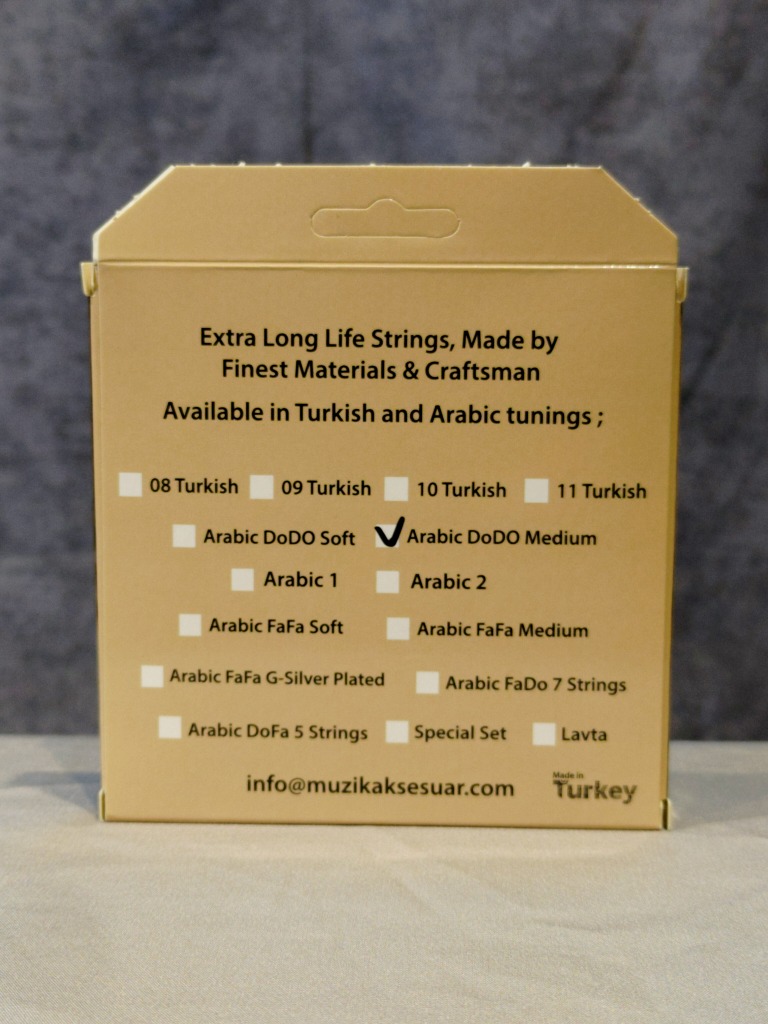 Extra Long Life Strings, Made by
Finest Materials & Craftsman
Available in Turkish and Arabic tunings ;
08 Turkish 09 Turkish 10 Turkish 11 Turkish
Arabic DoDO Soft Arabic DoDO Medium
Arabic 1 Arabic 2
Arabic FaFa Soft Arabic FaFa Medium
Arabic FaFa G-Silver Plated Arabic FaDo 7 Strings
Arabic DoFa 5 Strings Special Set Lavta
info@muzikaksesuar.com
Made in
Turkey